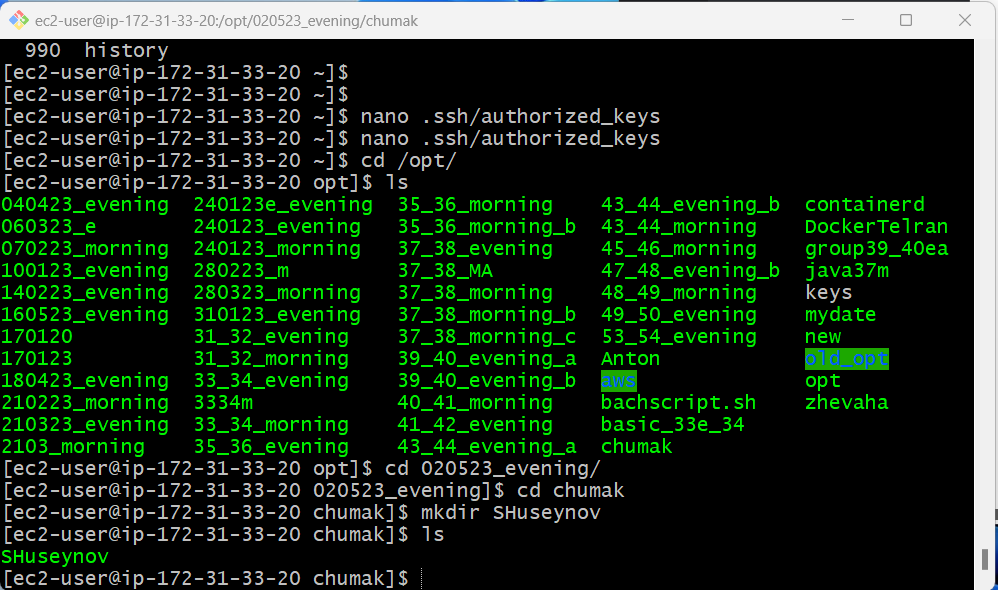 ec2-user@ip-172-31-33-20:/opt/020523_evening/chumak
990  history
[ec2-user@ip-172-31-33-20 ~]$
[ec2-user@ip-172-31-33-20 ~]$
[ec2-user@ip-172-31-33-20 ~]$ nano .ssh/authorized_keys
[ec2-user@ip-172-31-33-20 ~]$ nano .ssh/authorized_keys
[ec2-user@ip-172-31-33-20 ~]$ cd /opt/
[ec2-user@ip-172-31-33-20 opt]$ ls
040423_evening  240123e_evening  35_36_morning    43_44_evening_b  containerd
060323_e        240123_evening   35_36_morning_b  43_44_morning    DockerTelran
070223_morning  240123_morning   37_38_evening    45_46_morning    group39_40ea
100123_evening  280223_m         37_38_MA         47_48_evening_b  java37m
140223_evening  280323_morning   37_38_morning    48_49_morning    keys
160523_evening  310123_evening   37_38_morning_b  49_50_evening    mydate
170120          31_32_evening    37_38_morning_c  53_54_evening    new
170123          31_32_morning    39_40_evening_a  Anton            old_opt
180423_evening  33_34_evening    39_40_evening_b  aws              opt
210223_morning  3334m            40_41_morning    bachscript.sh    zhevaha
210323_evening  33_34_morning    41_42_evening    basic_33e_34
2103_morning    35_36_evening    43_44_evening_a  chumak
[ec2-user@ip-172-31-33-20 opt]$ cd 020523_evening/
[ec2-user@ip-172-31-33-20 020523_evening]$ cd chumak
[ec2-user@ip-172-31-33-20 chumak]$ mkdir SHuseynov
[ec2-user@ip-172-31-33-20 chumak]$ ls
SHuseynov
[ec2-user@ip-172-31-33-20 chumak]$